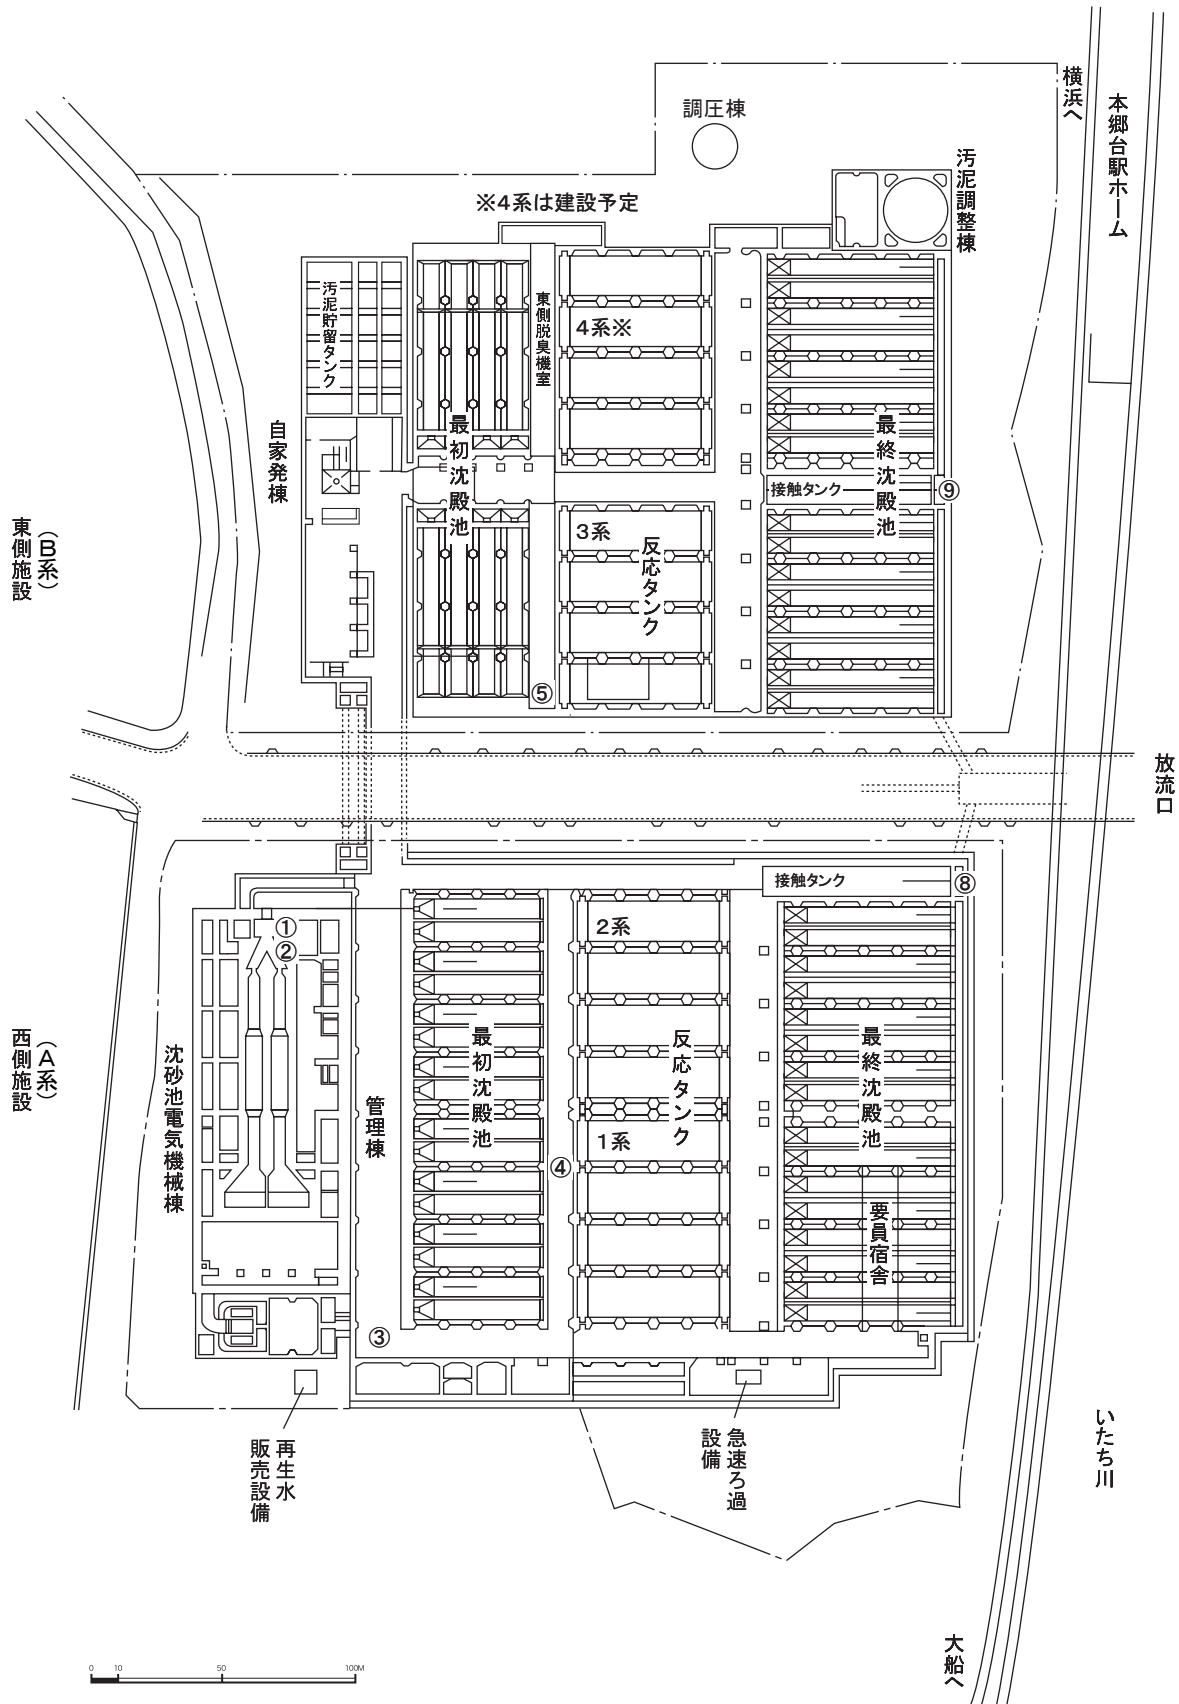 横浜へ
本郷台駅ホーム
調圧棟
汚泥調整棟
※4系は建設予定
汚泥貯留タンク
東側脱臭機室
4系※
最初沈殿池
最終沈殿池
自家発棟
接触タンク
⑨
3系
反応タンク
東側施設
（B系）
⑤
放流口
接触タンク
⑧
①
②
2系
西側施設
（A系）
沈砂池電気機械棟
管理棟
最初沈殿池
反応タンク
最終沈殿池
1系
④
要員宿舎
③
再生水
販売設備
急速ろ過
設備
いたち川
大船へ
0 10 50 100M